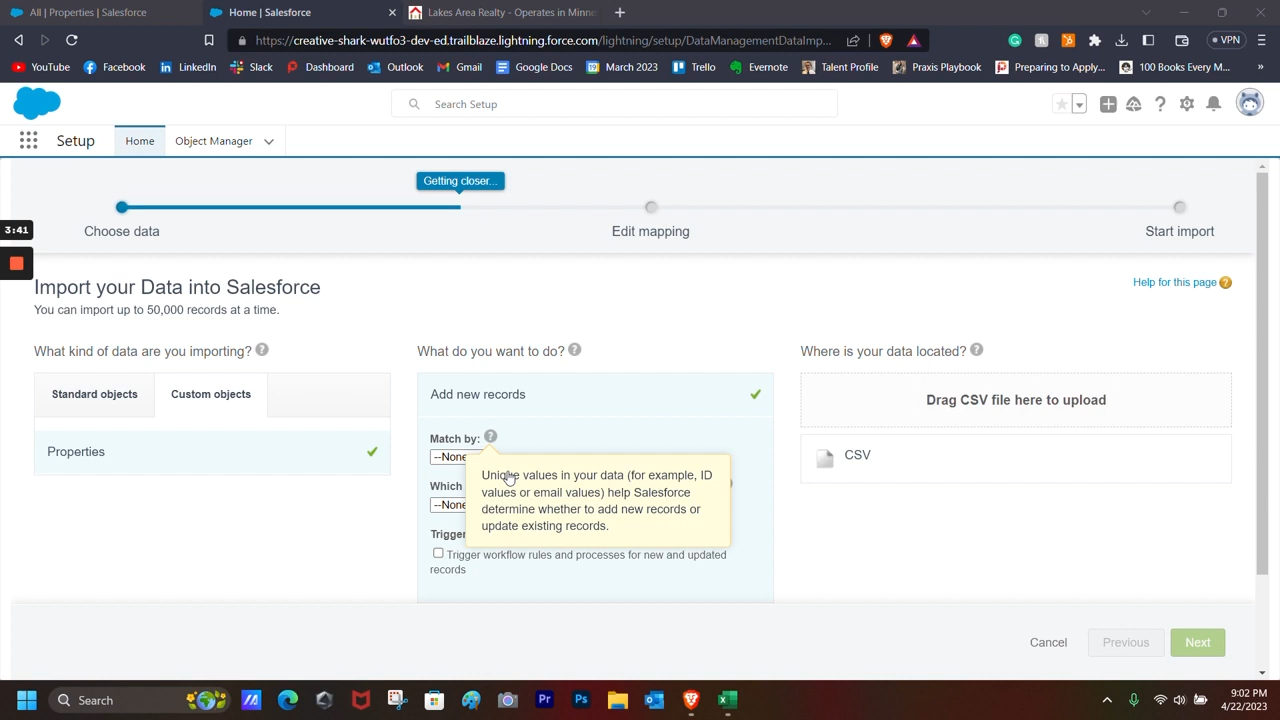 All | Properties | Salesforce
Home | Salesforce
Lakes Area Realty - Operates in Minne
https://creative-shark-wutfo3-dev-ed.trailblaze.lightning.force.com/lightning/setup/DataManagementDataImp...
VPN
YouTube
Facebook
LinkedIn
Slack
Dashboard
Outlook
Gmail
Google Docs
March 2023
Trello
Evernote
Talent Profile
Praxis Playbook
Preparing to Apply,...
100 Books Every M...
»
Search Setup
Setup
Home
Object Manager
Getting closer...
Choose data
Edit mapping
Start import
3:41
Import your Data into Salesforce
Help for this page
You can import up to 50,000 records at a time.
What kind of data are you importing?
What do you want to do?
Where is your data located?
Standard objects
Custom objects
Properties
Add new records
Match by:
--None
Which
--None
Trigger
Trigger workflow rules and processes for new and updated
records
Unique values in your data (for example, ID
values or email values) help Salesforce
determine whether to add new records or
update existing records.
Drag CSV file here to upload
CSV
Cancel
Previous
Next
Search
Pr
Ps
9:02 PM
4/22/2023